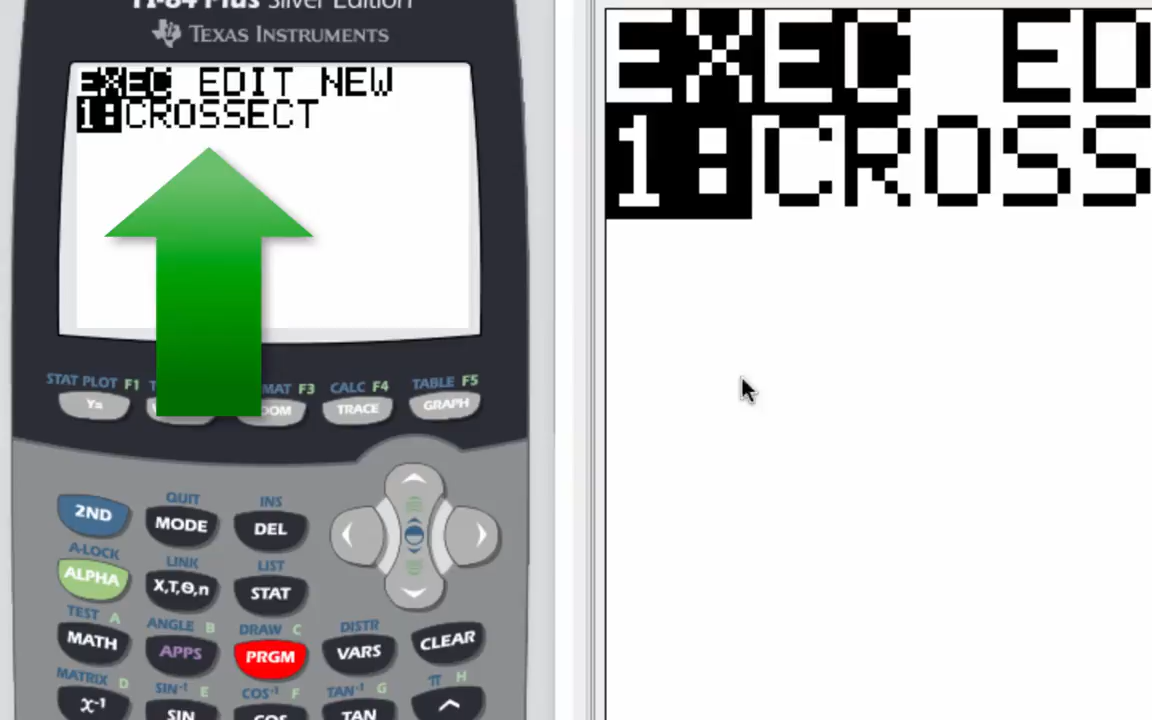 TI-84 Plus Silver Edition
TEXAS INSTRUMENTS
EXEC EDIT NEW
1:CROSSECT
STAT PLOT F1 T MAT F3 CALC F4 TABLE F5
Y= OOM TRACE GRAPH
QUIT INS
2ND MODE DEL
A-LOCK LINK LIST
ALPHA X,T,Θ,n STAT
TEST A ANGLE B DRAW C DISTR
MATH APPS PRGM VARS CLEAR
MATRIX D SIN⁻¹ E COS⁻¹ F TAN⁻¹ G π H
x⁻¹ SIN COS TAN ^
EXEC ED
1:CROSS